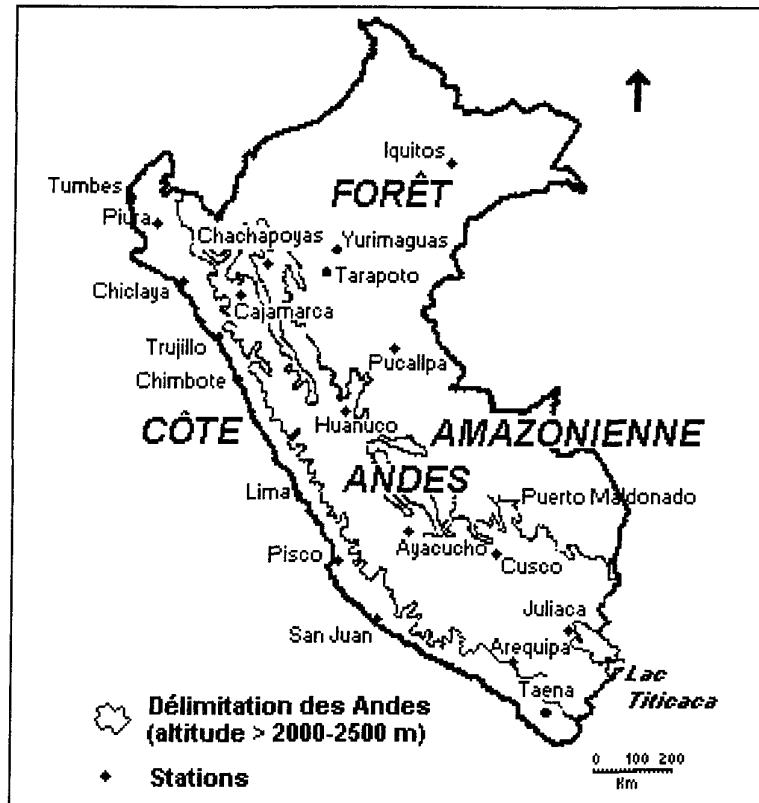 Iquitos
FORÊT
Tumbes
Piura
Chachapoyas
Yurimaguas
Tarapoto
Chiclaya
Cajamarca
Trujillo
Pucallpa
Chimbote
CÔTE
Huanuco
AMAZONIENNE
ANDES
Lima
Puerto Maldonado
Ayacucho
Pisco
Cusco
Juliaca
San Juan
Arequipa
Lac
Titicaca
Taena
Délimitation des Andes
(altitude > 2000-2500 m)
Stations
0 100 200
Km